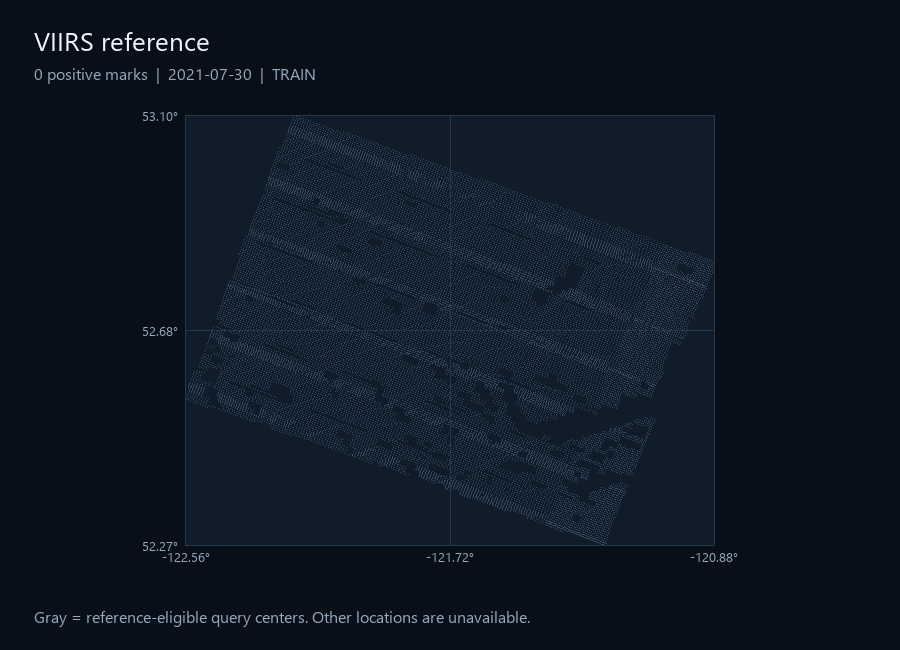 VIIRS reference
0 positive marks | 2021-07-30 | TRAIN
53.10°
52.68°
52.27°
-122.56°
-121.72°
-120.88°
Gray = reference-eligible query centers. Other locations are unavailable.